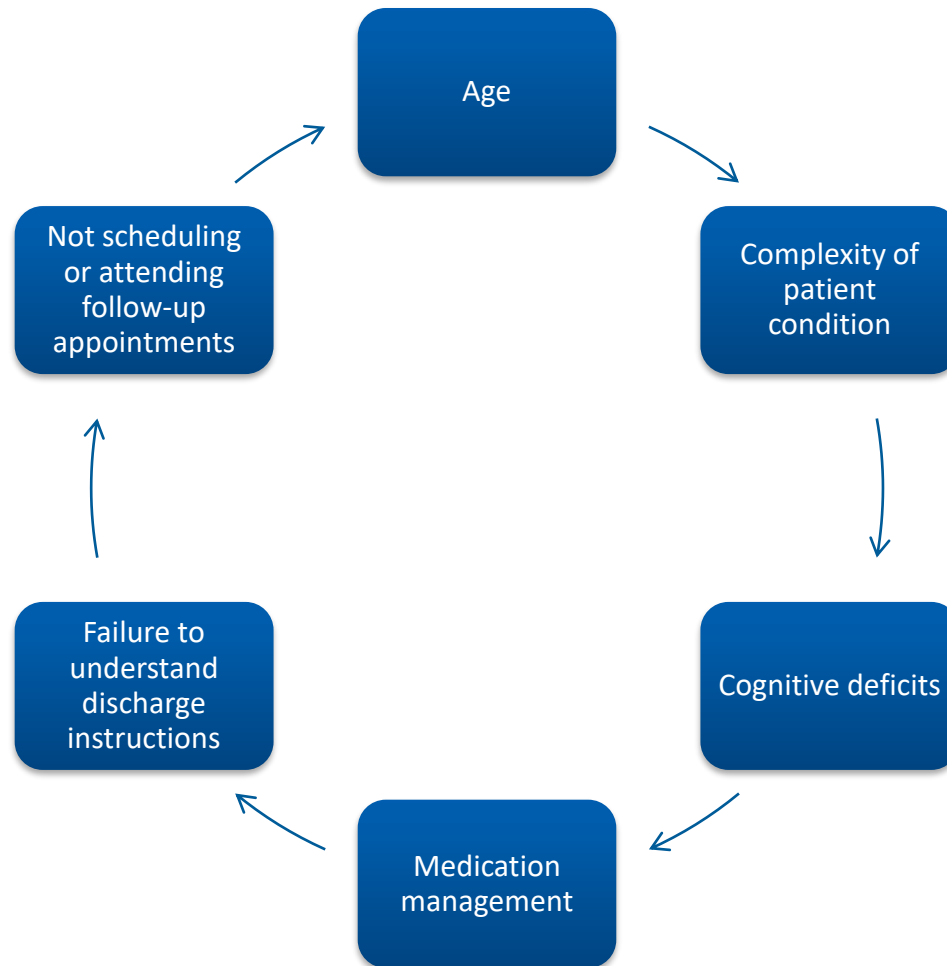 Age
Complexity of
patient
condition
Cognitive deficits
Medication
management
Failure to
understand
discharge
instructions
Not scheduling
or attending
follow-up
appointments